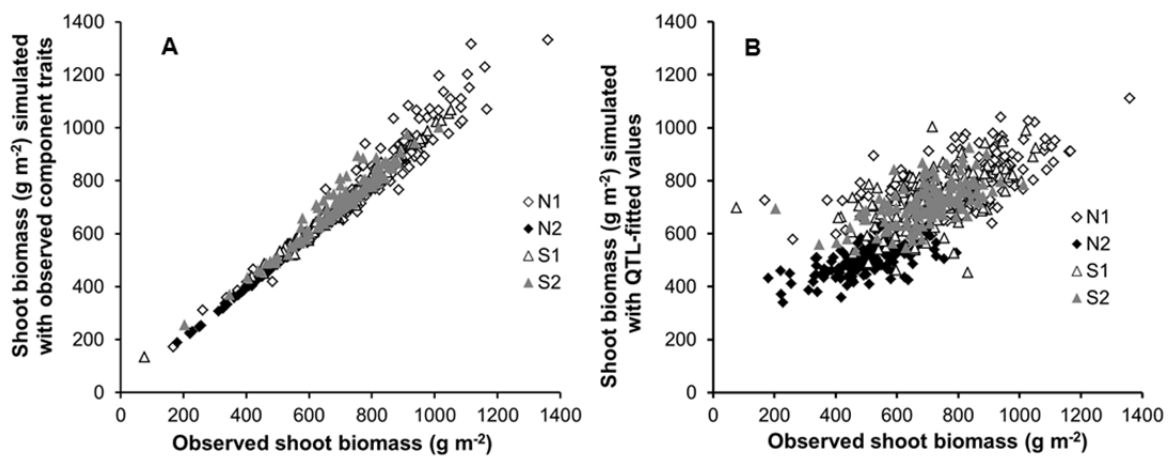 A
Shoot biomass (g m-2) simulated
with observed component traits
1400
1200
1000
800
600
400
200
0
0 200 400 600 800 1000 1200 1400
Observed shoot biomass (g m-2)
N1
N2
S1
S2
B
Shoot biomass (g m-2) simulated
with QTL-fitted values
1400
1200
1000
800
600
400
200
0
0 200 400 600 800 1000 1200 1400
Observed shoot biomass (g m-2)
N1
N2
S1
S2